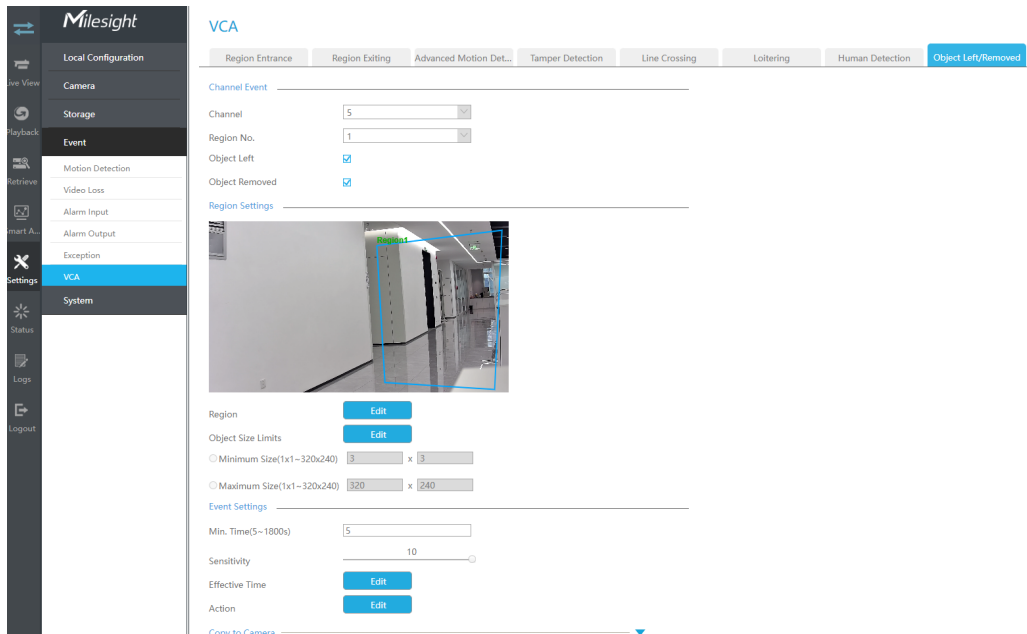 Milesight
Local Configuration
Camera
Storage
Event
Motion Detection
Video Loss
Alarm Input
Alarm Output
Exception
VCA
System
Live View
Playback
Retrieve
Smart A...
Settings
Status
Logs
Logout
VCA
Region Entrance Region Exiting Advanced Motion Det... Tamper Detection Line Crossing Loitering Human Detection Object Left/Removed
Channel Event
Channel 5
Region No. 1
Object Left
Object Removed
Region Settings
Region1
Region Edit
Object Size Limits Edit
Minimum Size(1x1~320x240) 3 x 3
Maximum Size(1x1~320x240) 320 x 240
Event Settings
Min. Time(5~1800s) 5
10
Sensitivity
Effective Time Edit
Action Edit
Copy to Camera